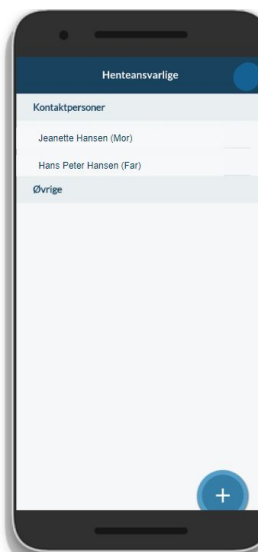 Henteansvarlige
Kontaktpersoner
Jeanette Hansen (Mor)
Hans Peter Hansen (Far)
Øvrige
+